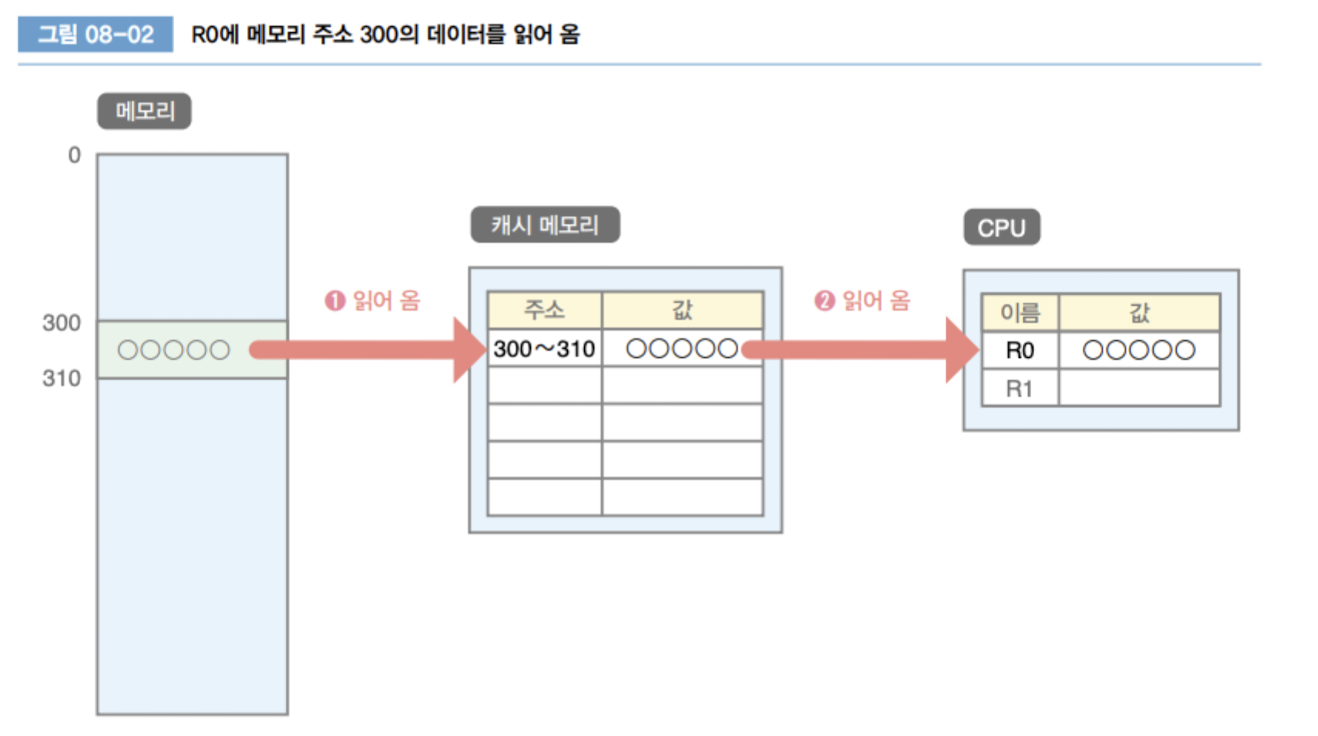 그림 08-02 R0에 메모리 주소 300의 데이터를 읽어 옴
메모리
0
캐시 메모리
CPU
❶ 읽어 옴
❷ 읽어 옴
주소 값
이름 값
300
○○○○○
300~310 ○○○○○
R0 ○○○○○
310
R1